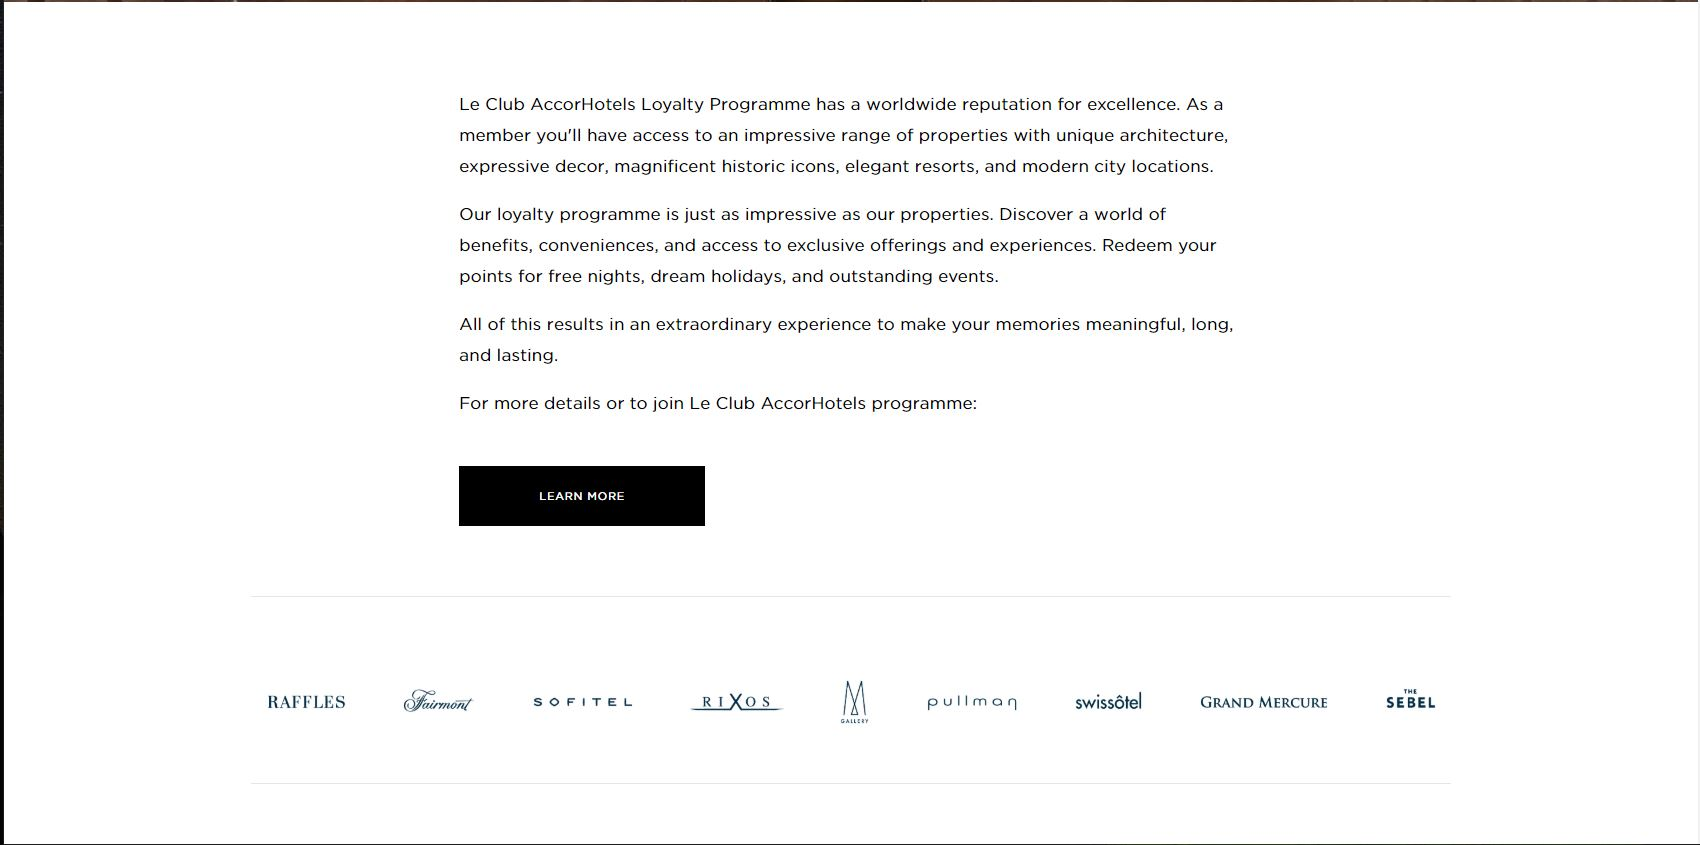 Le Club AccorHotels Loyalty Programme has a worldwide reputation for excellence. As a
member you'll have access to an impressive range of properties with unique architecture,
expressive decor, magnificent historic icons, elegant resorts, and modern city locations.
Our loyalty programme is just as impressive as our properties. Discover a world of
benefits, conveniences, and access to exclusive offerings and experiences. Redeem your
points for free nights, dream holidays, and outstanding events.
All of this results in an extraordinary experience to make your memories meaningful, long,
and lasting.
For more details or to join Le Club AccorHotels programme:
LEARN MORE
RAFFLES
Fairmont
SOFITEL
RIXOS
M
GALLERY
pullman
swissôtel
GRAND MERCURE
THE
SEBEL